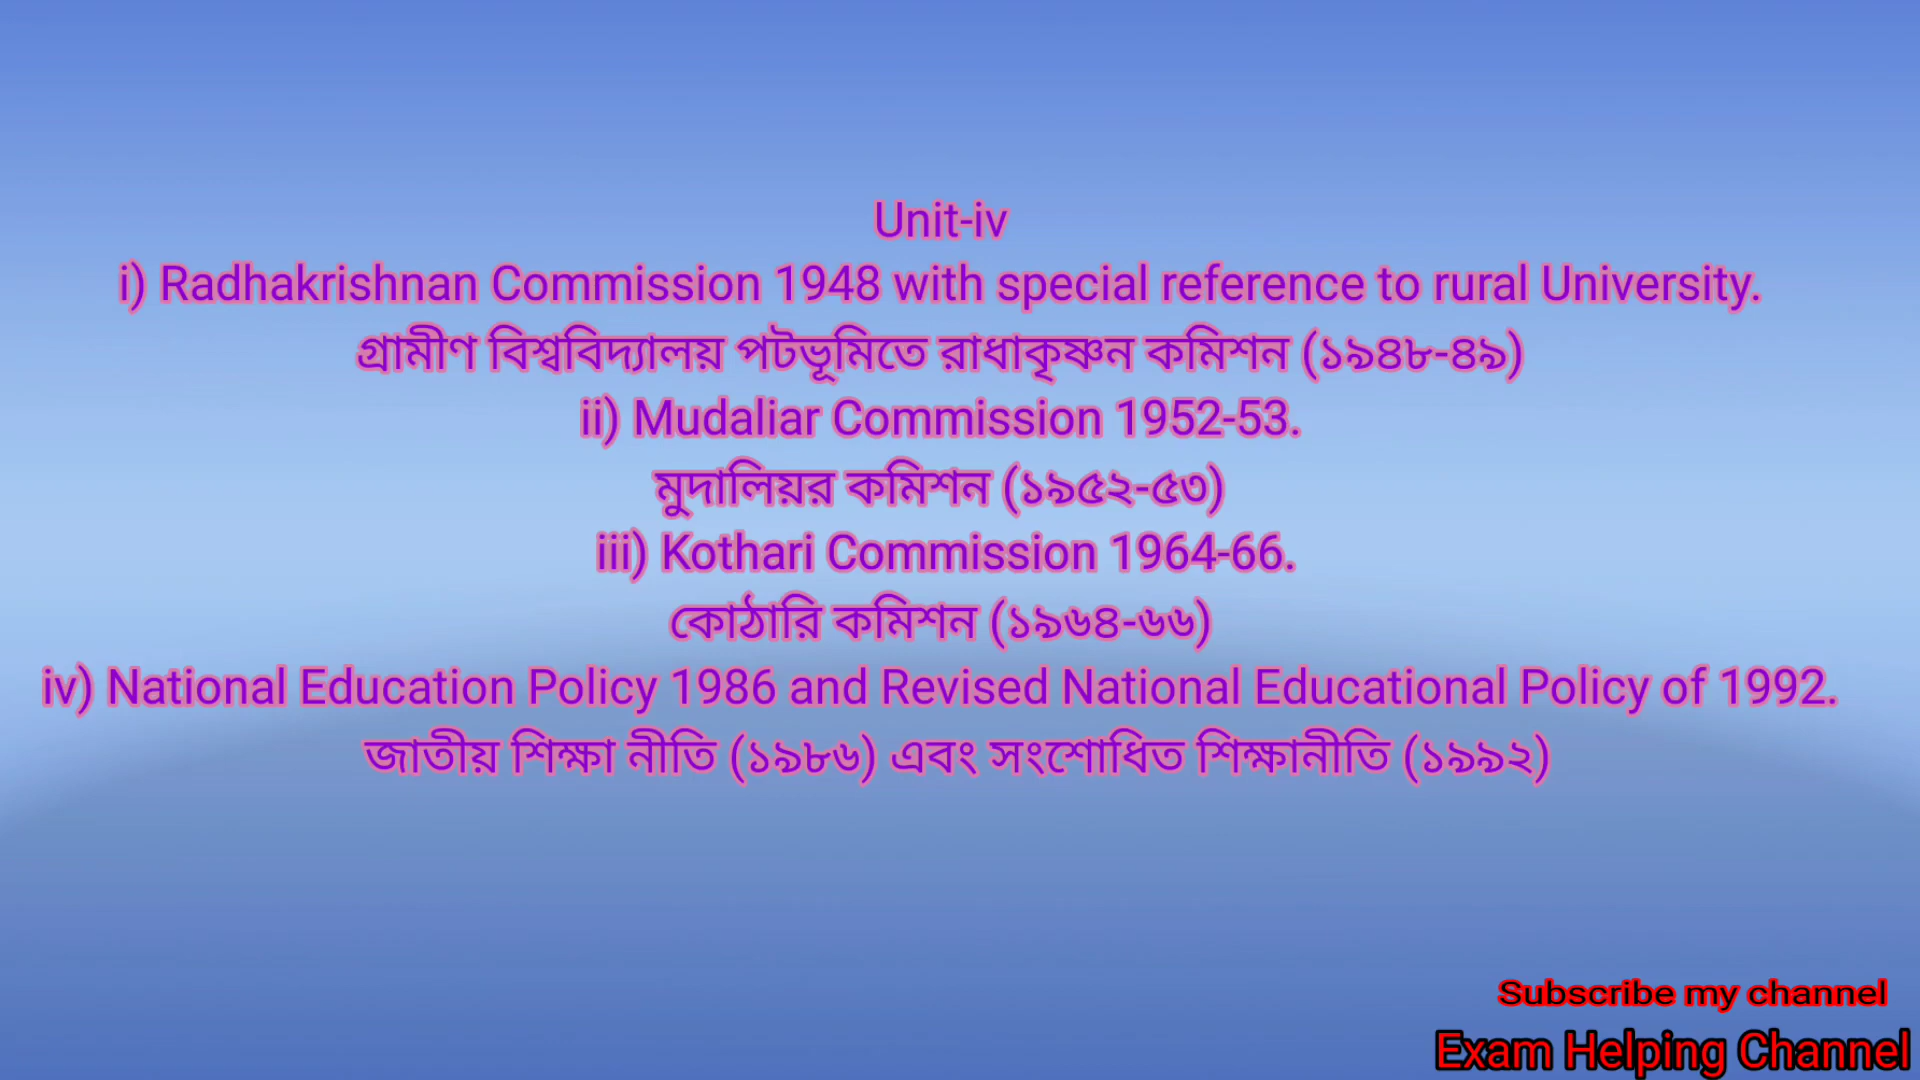 Unit-iv
i) Radhakrishnan Commission 1948 with special reference to rural University.
গ্রামীণ বিশ্ববিদ্যালয় পটভূমিতে রাধাকৃষ্ণন কমিশন (১৯৪৮-৪৯)
ii) Mudaliar Commission 1952-53.
মুদালিয়র কমিশন (১৯৫২-৫৩)
iii) Kothari Commission 1964-66.
কোঠারি কমিশন (১৯৬৪-৬৬)
iv) National Education Policy 1986 and Revised National Educational Policy of 1992.
জাতীয় শিক্ষা নীতি (১৯৮৬) এবং সংশোধিত শিক্ষানীতি (১৯৯২)
Subscribe my channel
Exam Helping Channel